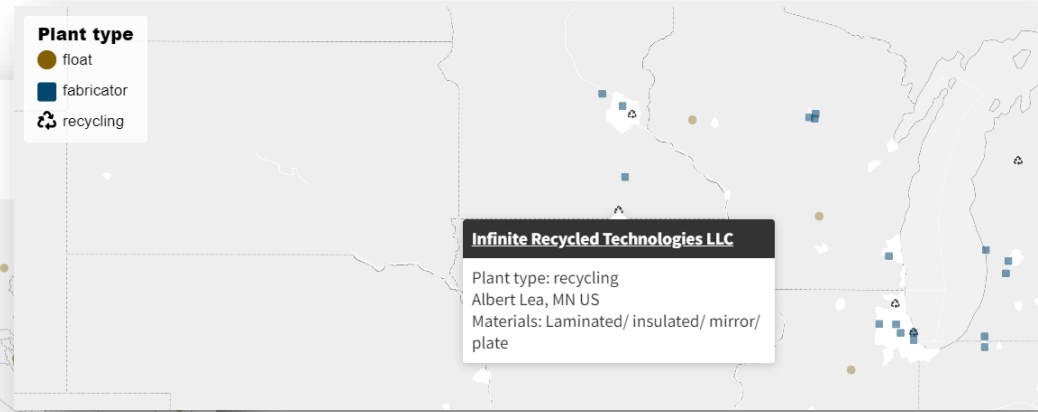 Plant type
float
fabricator
recycling
Infinite Recycled Technologies LLC
Plant type: recycling
Albert Lea, MN US
Materials: Laminated/ insulated/ mirror/
plate